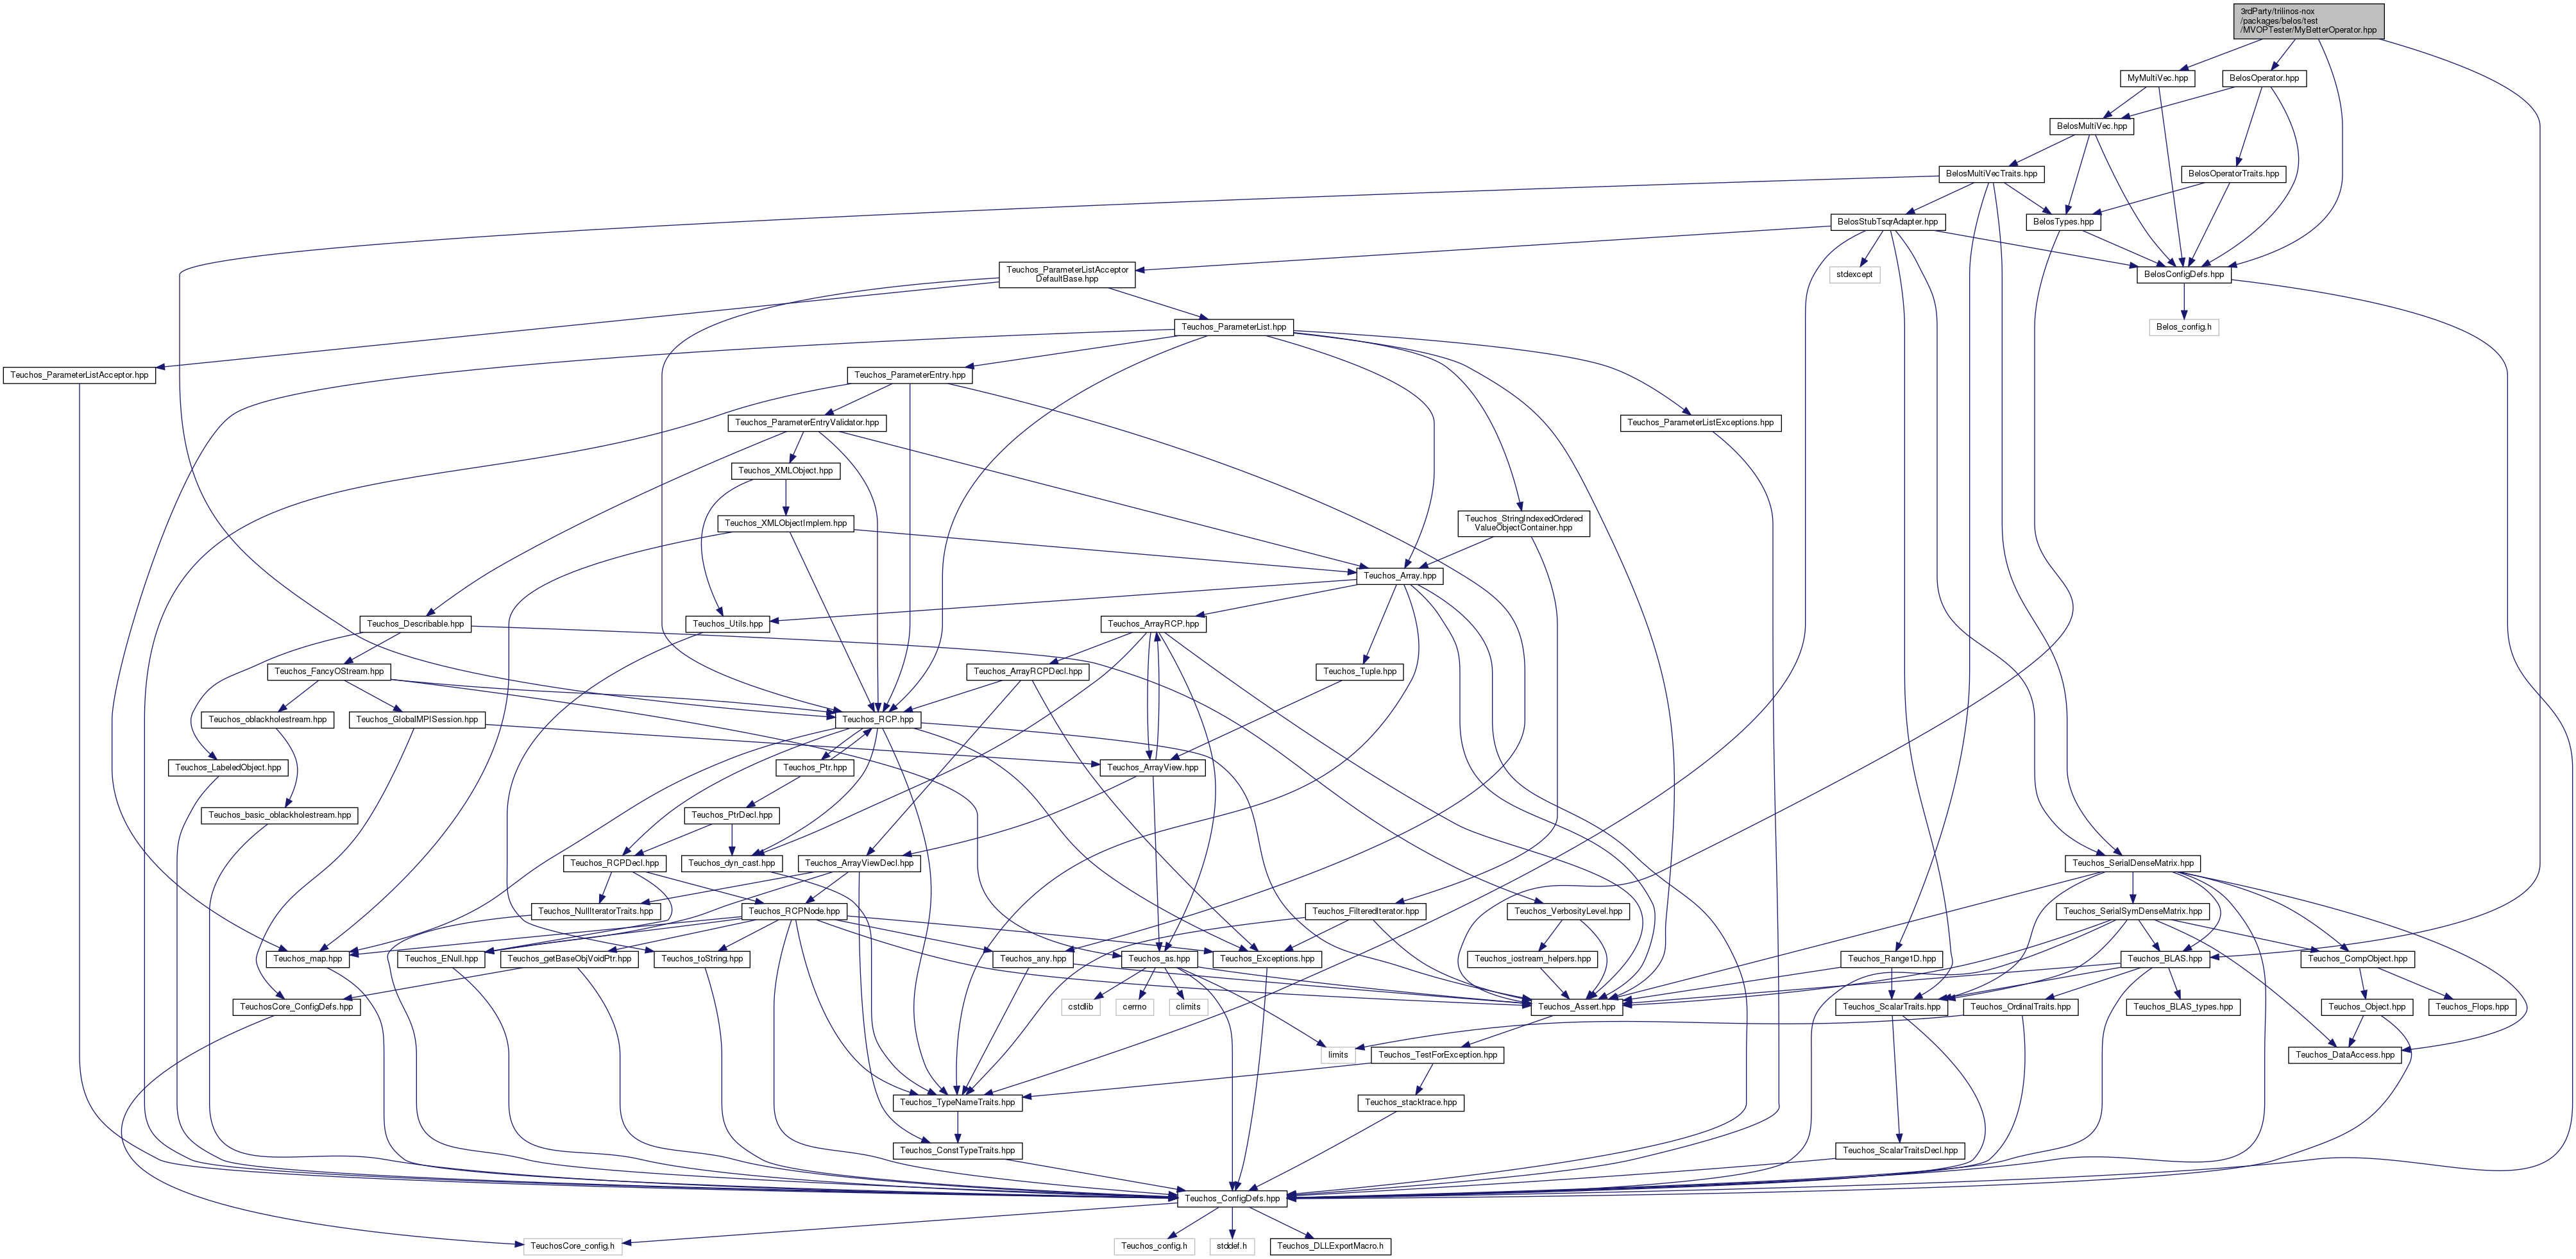 3rdParty/trilinos-nox
/packages/belos/test
/MVOPTester/MyBetterOperator.hpp
MyMultiVec.hpp
BelosOperator.hpp
BelosMultiVec.hpp
BelosMultiVecTraits.hpp
BelosOperatorTraits.hpp
BelosStubTsqrAdapter.hpp
BelosTypes.hpp
Teuchos_ParameterListAcceptor
DefaultBase.hpp
stdexcept
BelosConfigDefs.hpp
Teuchos_ParameterList.hpp
Belos_config.h
Teuchos_ParameterListAcceptor.hpp
Teuchos_ParameterEntry.hpp
Teuchos_ParameterEntryValidator.hpp
Teuchos_ParameterListExceptions.hpp
Teuchos_XMLObject.hpp
Teuchos_XMLObjectImplem.hpp
Teuchos_StringIndexedOrdered
ValueObjectContainer.hpp
Teuchos_Array.hpp
Teuchos_Describable.hpp
Teuchos_Utils.hpp
Teuchos_ArrayRCP.hpp
Teuchos_FancyOStream.hpp
Teuchos_ArrayRCPDecl.hpp
Teuchos_Tuple.hpp
Teuchos_oblackholestream.hpp
Teuchos_GlobalMPISession.hpp
Teuchos_RCP.hpp
Teuchos_LabeledObject.hpp
Teuchos_Ptr.hpp
Teuchos_ArrayView.hpp
Teuchos_basic_oblackholestream.hpp
Teuchos_PtrDecl.hpp
Teuchos_RCPDecl.hpp
Teuchos_dyn_cast.hpp
Teuchos_ArrayViewDecl.hpp
Teuchos_SerialDenseMatrix.hpp
Teuchos_NullIteratorTraits.hpp
Teuchos_RCPNode.hpp
Teuchos_FilteredIterator.hpp
Teuchos_VerbosityLevel.hpp
Teuchos_SerialSymDenseMatrix.hpp
Teuchos_map.hpp
Teuchos_ENull.hpp
Teuchos_getBaseObjVoidPtr.hpp
Teuchos_toString.hpp
Teuchos_any.hpp
Teuchos_as.hpp
Teuchos_Exceptions.hpp
Teuchos_iostream_helpers.hpp
Teuchos_Range1D.hpp
Teuchos_BLAS.hpp
Teuchos_CompObject.hpp
TeuchosCore_ConfigDefs.hpp
cstdlib
cerrno
climits
Teuchos_Assert.hpp
Teuchos_ScalarTraits.hpp
Teuchos_OrdinalTraits.hpp
Teuchos_BLAS_types.hpp
Teuchos_Object.hpp
Teuchos_Flops.hpp
limits
Teuchos_TestForException.hpp
Teuchos_DataAccess.hpp
Teuchos_TypeNameTraits.hpp
Teuchos_stacktrace.hpp
Teuchos_ConstTypeTraits.hpp
Teuchos_ScalarTraitsDecl.hpp
Teuchos_ConfigDefs.hpp
TeuchosCore_config.h
Teuchos_config.h
stddef.h
Teuchos_DLLExportMacro.h